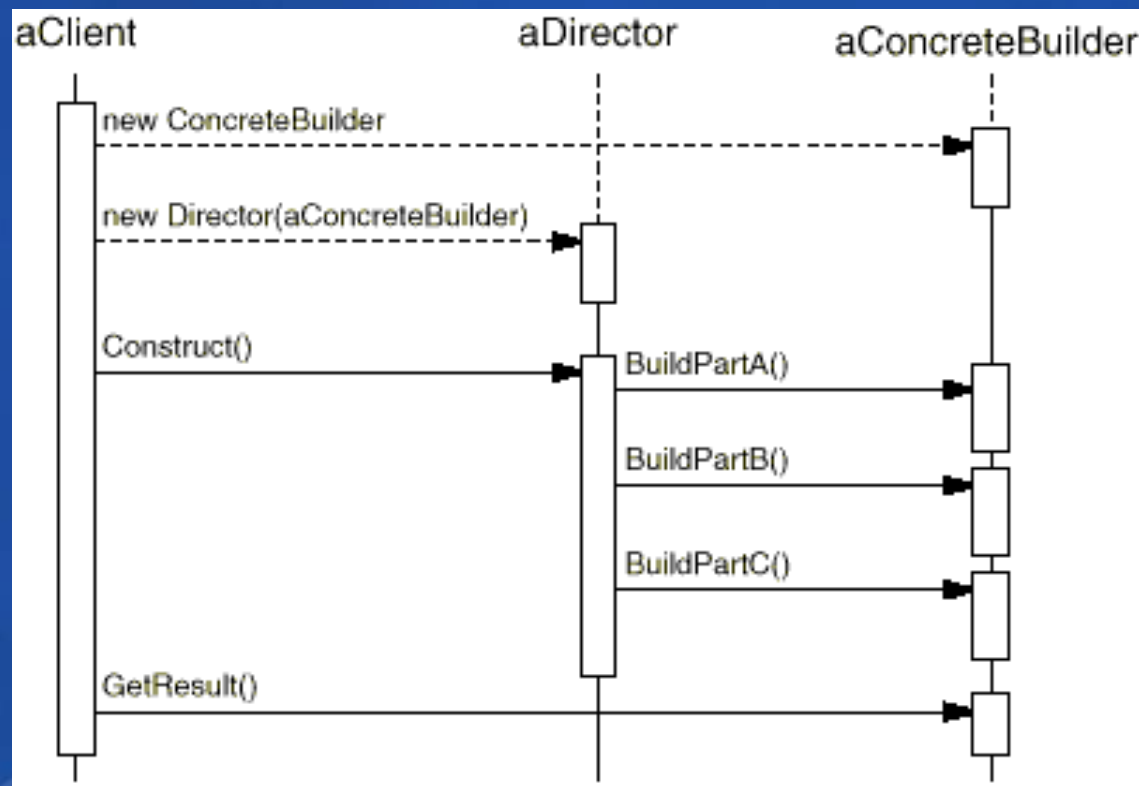 aClient
aDirector
aConcreteBuilder
new ConcreteBuilder
new Director(aConcreteBuilder)
Construct()
BuildPartA()
BuildPartB()
BuildPartC()
GetResult()